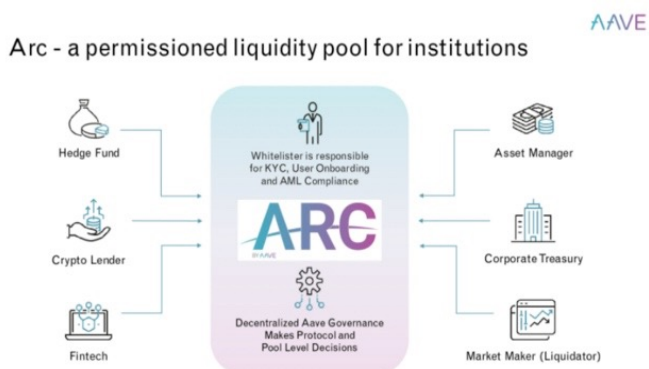 AAVE
Arc - a permissioned liquidity pool for institutions
Hedge Fund
Crypto Lender
Fintech
Whitelister is responsible
for KYC, User Onboarding
and AML Compliance
ARC
BY AAVE
Decentralized Aave Governance
Makes Protocol and
Pool Level Decisions
Asset Manager
Corporate Treasury
Market Maker (Liquidator)